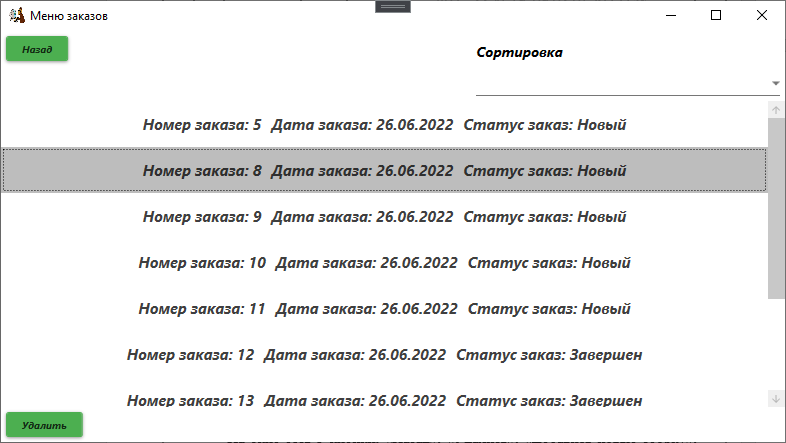 Меню заказов
Назад
Сортировка
Номер заказа: 5 Дата заказа: 26.06.2022 Статус заказ: Новый
Номер заказа: 8 Дата заказа: 26.06.2022 Статус заказ: Новый
Номер заказа: 9 Дата заказа: 26.06.2022 Статус заказ: Новый
Номер заказа: 10 Дата заказа: 26.06.2022 Статус заказ: Новый
Номер заказа: 11 Дата заказа: 26.06.2022 Статус заказ: Новый
Номер заказа: 12 Дата заказа: 26.06.2022 Статус заказ: Завершен
Номер заказа: 13 Дата заказа: 26.06.2022 Статус заказ: Завершен
Удалить